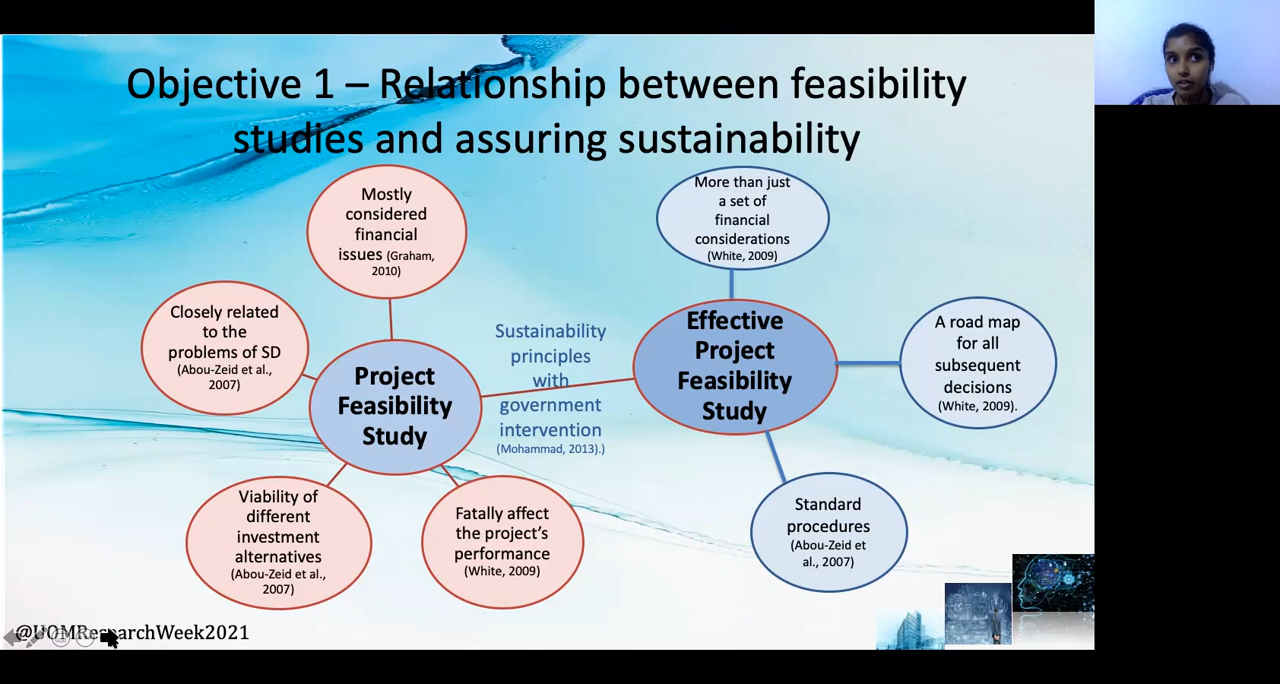 Objective 1 – Relationship between feasibility
studies and assuring sustainability
Mostly
considered
financial
issues (Graham,
2010)
Closely related
to the
problems of SD
(Abou-Zeid et al.,
2007)
Project
Feasibility
Study
Viability of
different
investment
alternatives
(Abou-Zeid et al.,
2007)
Fatally affect
the project's
performance
(White, 2009)
Sustainability
principles
with
government
intervention
(Mohammad, 2013).)
More than just
a set of
financial
considerations
(White, 2009)
Effective
Project
Feasibility
Study
A road map
for all
subsequent
decisions
(White, 2009).
Standard
procedures
(Abou-Zeid et
al., 2007)
@UOMResearchWeek2021